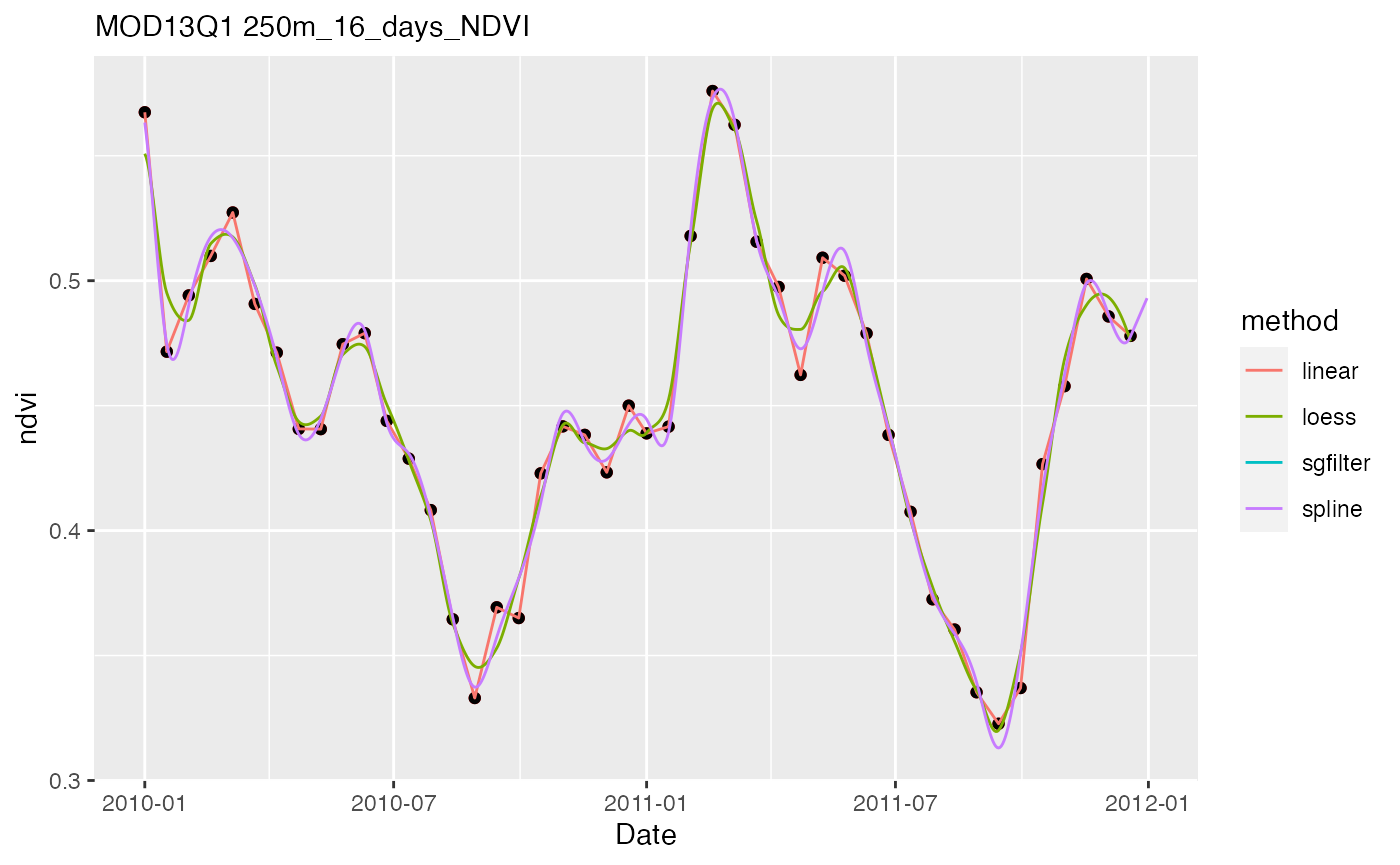 MOD13Q1 250m_16_days_NDVI
ndvi
0.5
0.4
0.3
2010-01 2010-07 2011-01 2011-07 2012-01
Date
method
linear
loess
sgfilter
spline